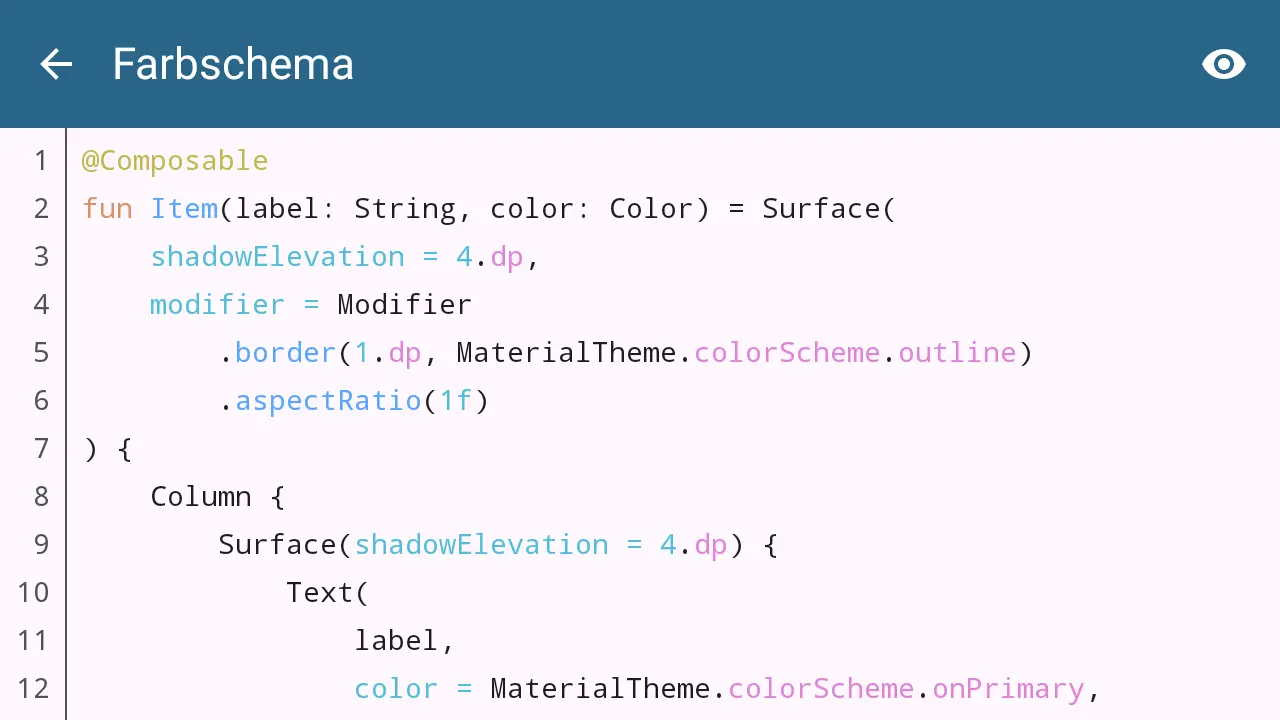 Farbschema
1 @Composable
2 fun Item(label: String, color: Color) = Surface(
3     shadowElevation = 4.dp,
4     modifier = Modifier
5         .border(1.dp, MaterialTheme.colorScheme.outline)
6         .aspectRatio(1f)
7 ) {
8     Column {
9         Surface(shadowElevation = 4.dp) {
10             Text(
11                 label,
12                 color = MaterialTheme.colorScheme.onPrimary,